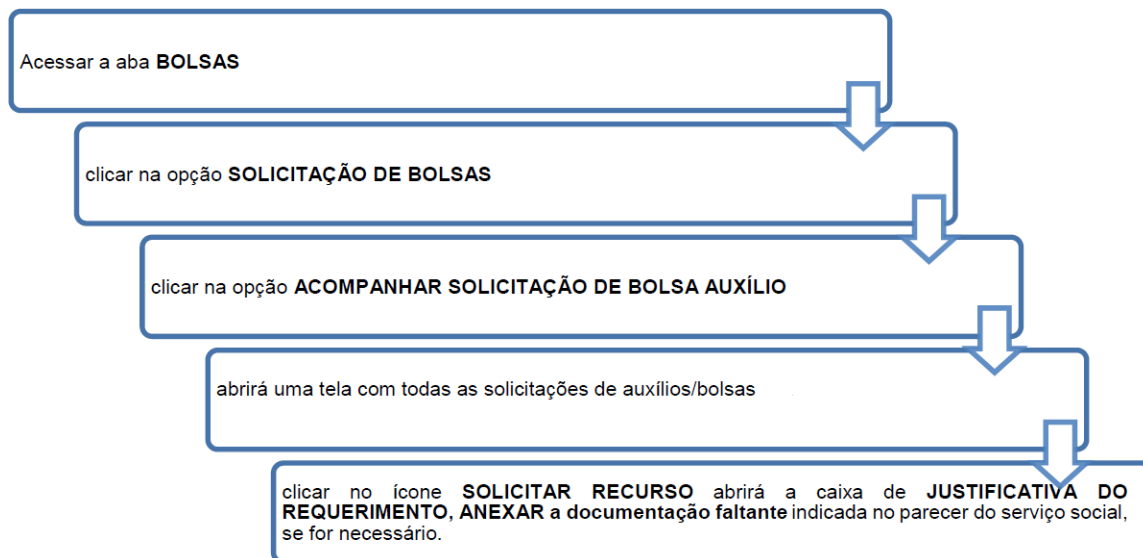 Acessar a aba BOLSAS
clicar na opção SOLICITAÇÃO DE BOLSAS
clicar na opção ACOMPANHAR SOLICITAÇÃO DE BOLSA AUXÍLIO
abrirá uma tela com todas as solicitações de auxílios/bolsas
clicar no ícone SOLICITAR RECURSO abrirá a caixa de JUSTIFICATIVA DO
REQUERIMENTO, ANEXAR a documentação faltante indicada no parecer do serviço social,
se for necessário.